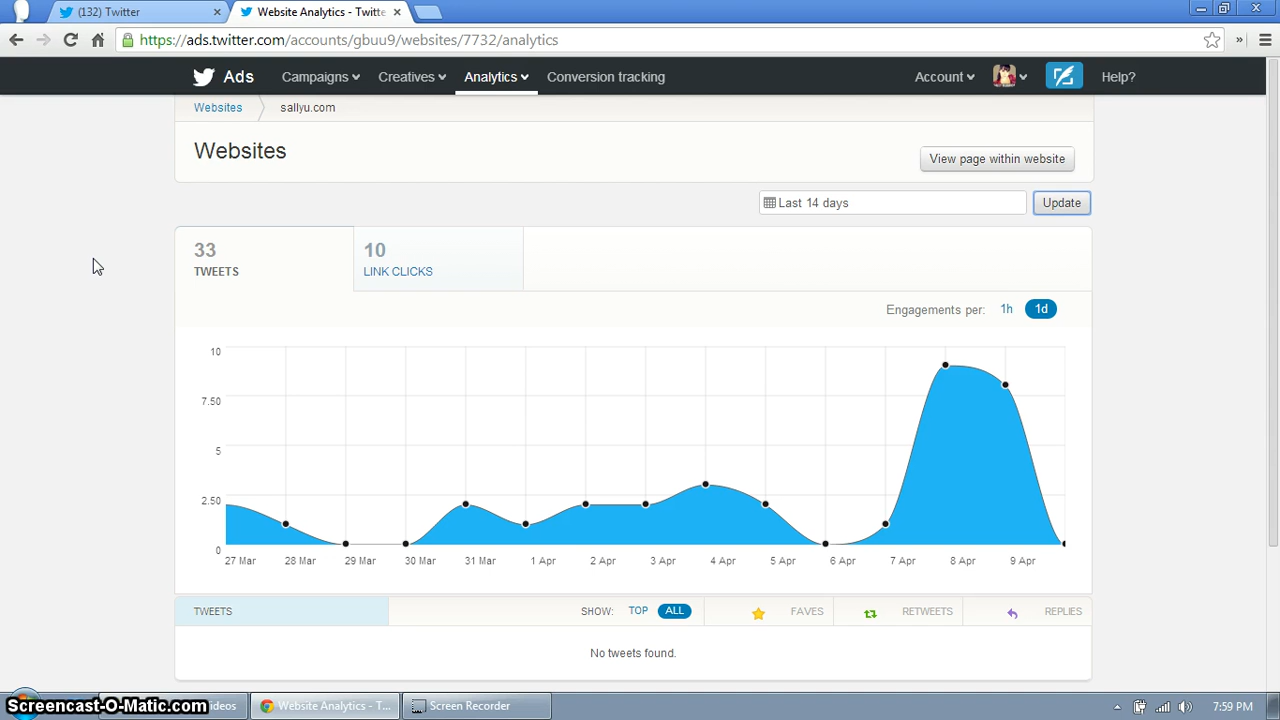 (132) Twitter
Website Analytics - Twitte
https://ads.twitter.com/accounts/gbuu9/websites/7732/analytics
Ads Campaigns Creatives Analytics Conversion tracking Account Help?
Websites sallyu.com
Websites
View page within website
Last 14 days Update
33 10
TWEETS LINK CLICKS
Engagements per: 1h 1d
10
7.50
5
2.50
0
27 Mar 28 Mar 29 Mar 30 Mar 31 Mar 1 Apr 2 Apr 3 Apr 4 Apr 5 Apr 6 Apr 7 Apr 8 Apr 9 Apr
TWEETS SHOW: TOP ALL FAVES RETWEETS REPLIES
No tweets found.
Screencast-O-Matic.com ideos Website Analytics - T... Screen Recorder 7:59 PM